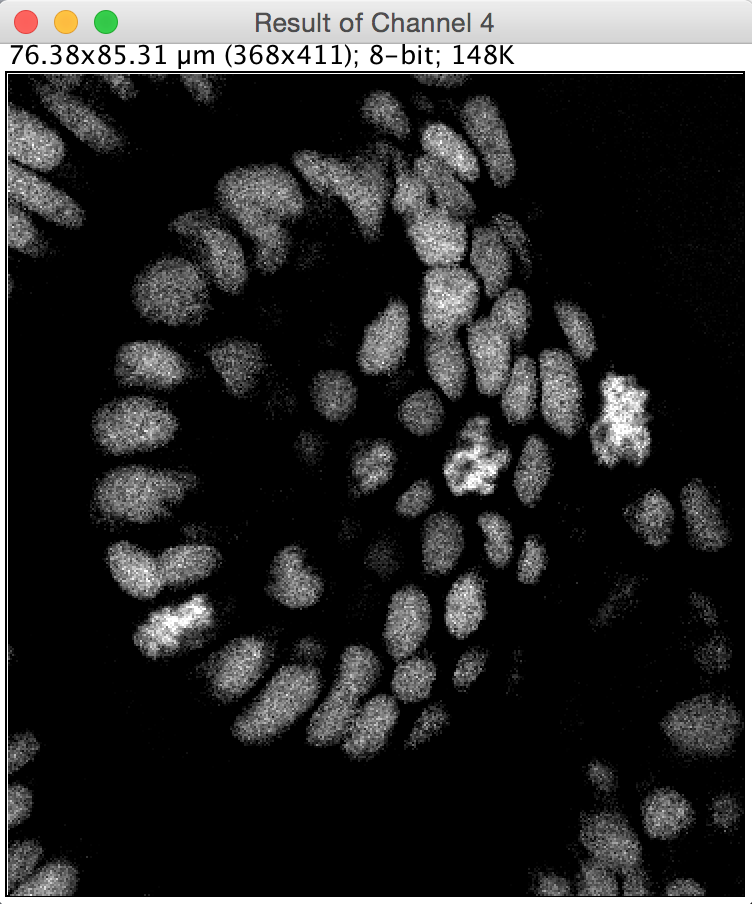 Result of Channel 4
76.38x85.31 µm (368x411); 8-bit; 148K